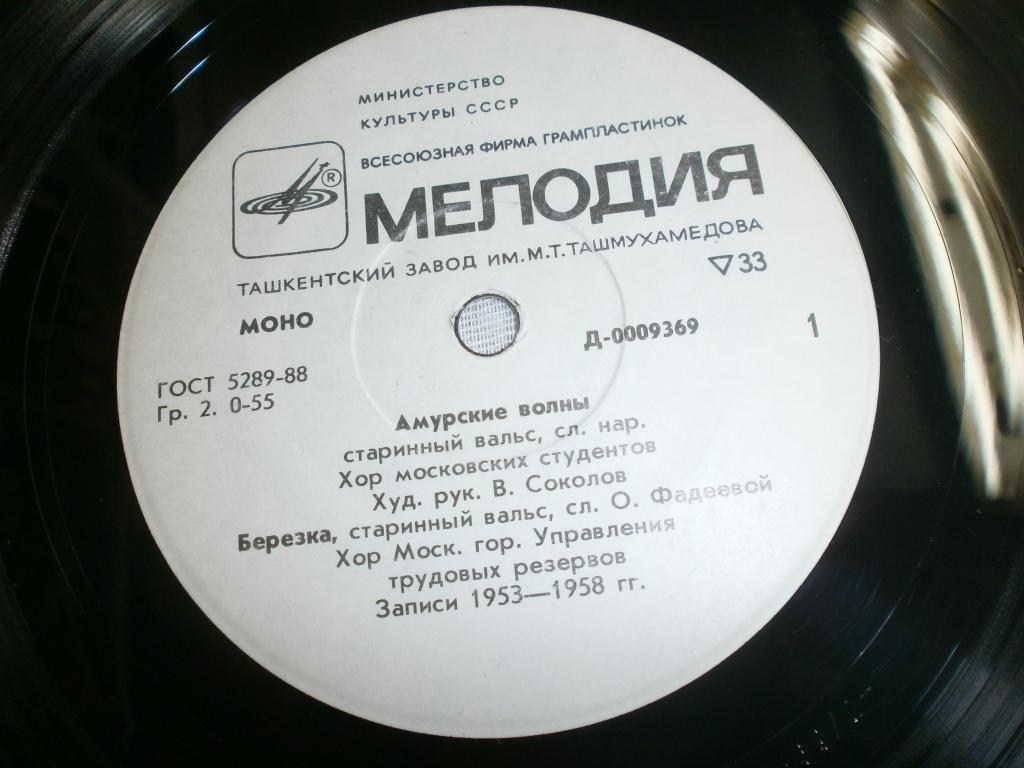 МИНИСТЕРСТВО
КУЛЬТУРЫ СССР
ВСЕСОЮЗНАЯ ФИРМА ГРАМПЛАСТИНОК
®
МЕЛОДИЯ
ТАШКЕНТСКИЙ ЗАВОД ИМ. М.Т. ТАШМУХАМЕДОВА
▽33
МОНО
Д-0009369
1
ГОСТ 5289-88
Гр. 2. 0-55
Амурские волны
старинный вальс, сл. нар.
Хор московских студентов
Худ. рук. В. Соколов
Березка, старинный вальс, сл. О. Фадеевой
Хор Моск. гор. Управления
трудовых резервов
Записи 1953—1958 гг.